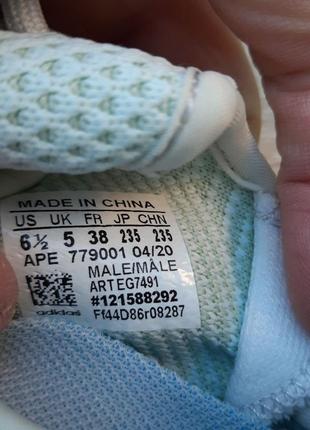 MADE IN CHINA
US UK FR JP CHN
6½ 5 38 235 235
APE 779001 04/20
MALE/MÂLE
ART EG7491
#121588292
adidas Ff44D86r08287